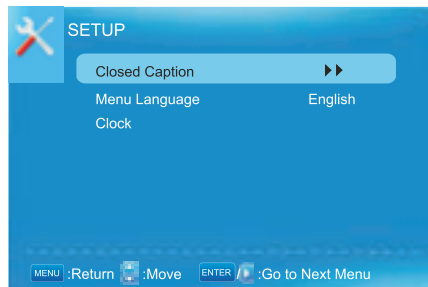 SETUP
Closed Caption
Menu Language English
Clock
MENU :Return :Move ENTER / :Go to Next Menu